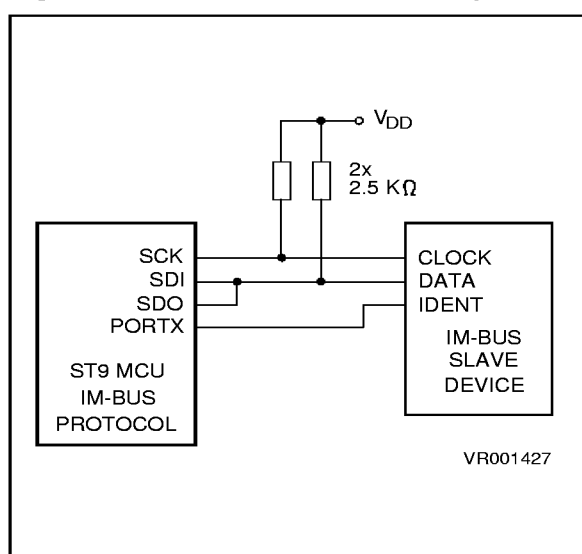 VDD
2x
2.5 KΩ
SCK
SDI
SDO
PORTX
ST9 MCU
IM-BUS
PROTOCOL
CLOCK
DATA
IDENT
IM-BUS
SLAVE
DEVICE
VR001427